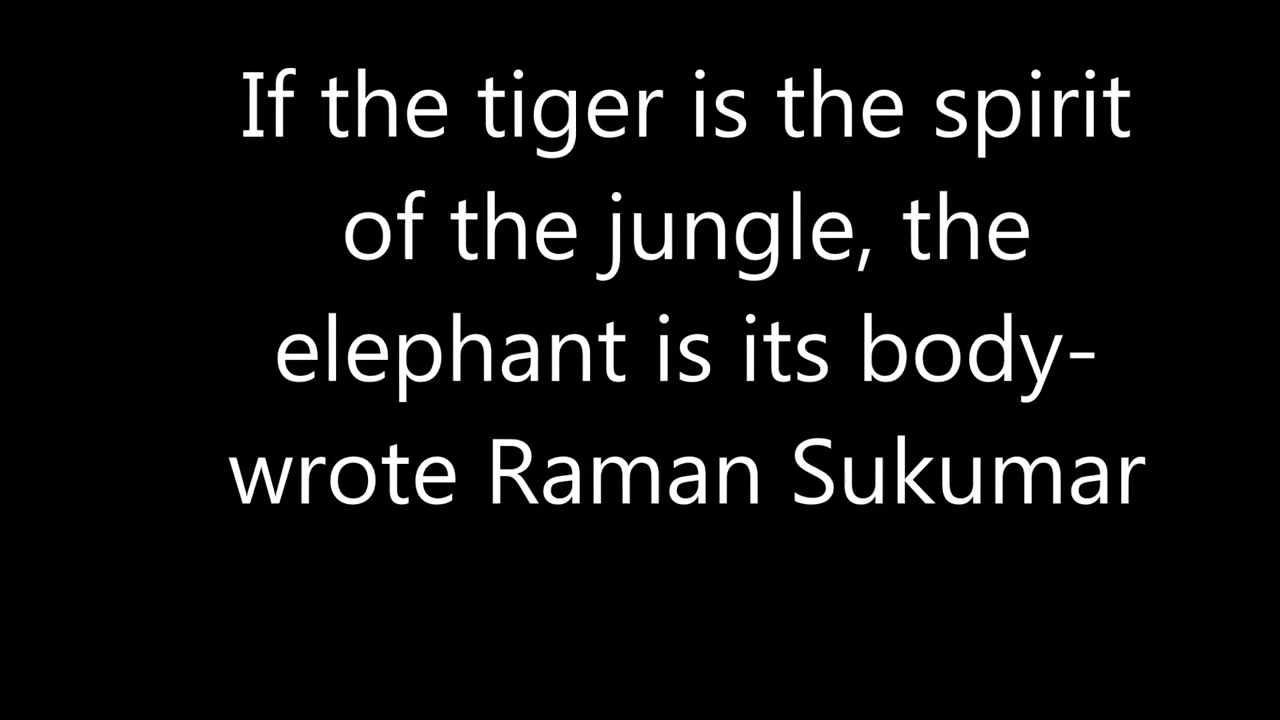 If the tiger is the spirit
of the jungle, the
elephant is its body-
wrote Raman Sukumar